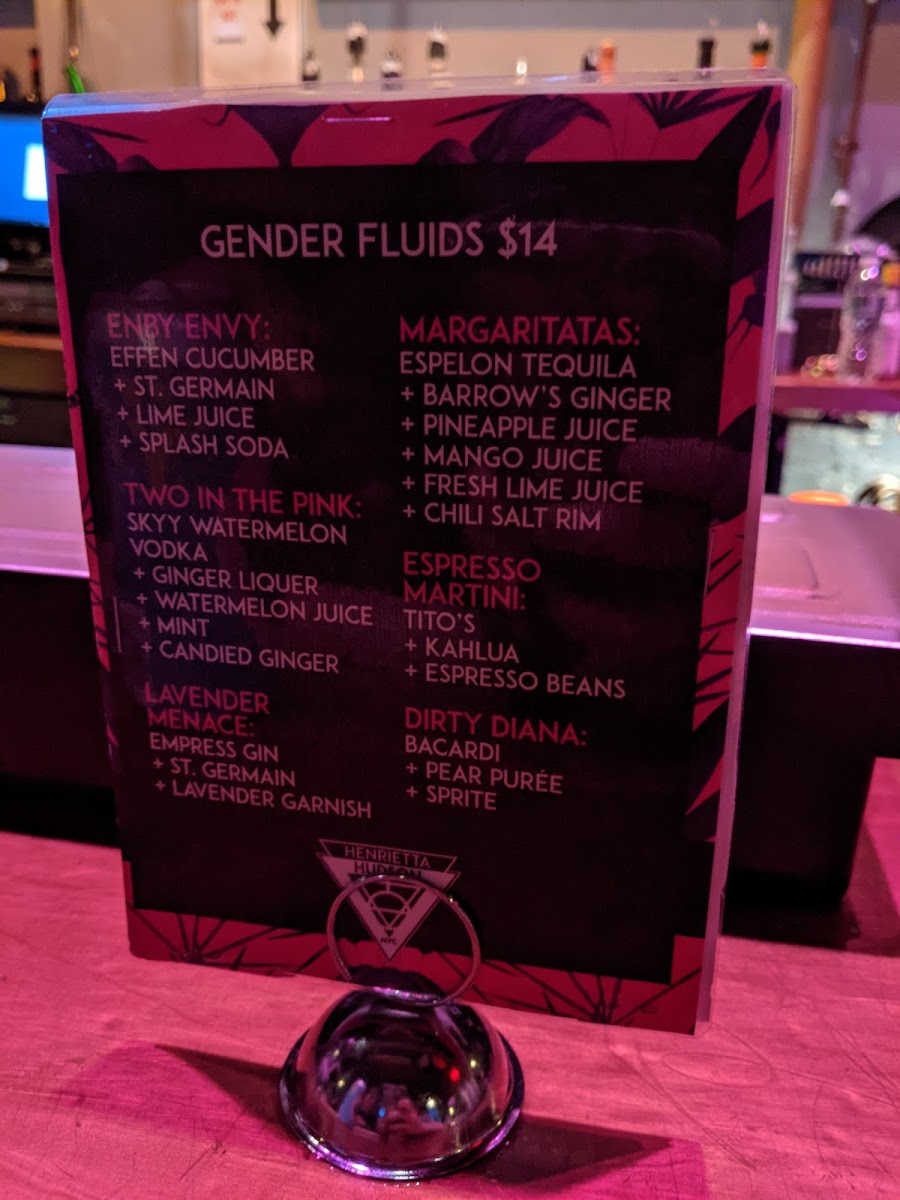 GENDER FLUIDS $14
ENBY ENVY:
EFFEN CUCUMBER
+ ST. GERMAIN
+ LIME JUICE
+ SPLASH SODA
TWO IN THE PINK:
SKYY WATERMELON
VODKA
+ GINGER LIQUER
+ WATERMELON JUICE
+ MINT
+ CANDIED GINGER
LAVENDER
MENACE:
EMPRESS GIN
+ ST. GERMAIN
+ LAVENDER GARNISH
MARGARITATAS:
ESPELON TEQUILA
+ BARROW'S GINGER
+ PINEAPPLE JUICE
+ MANGO JUICE
+ FRESH LIME JUICE
+ CHILI SALT RIM
ESPRESSO
MARTINI:
TITO'S
+ KAHLUA
+ ESPRESSO BEANS
DIRTY DIANA:
BACARDI
+ PEAR PURÉE
+ SPRITE
HENRIETTA
HUDSON
NYC